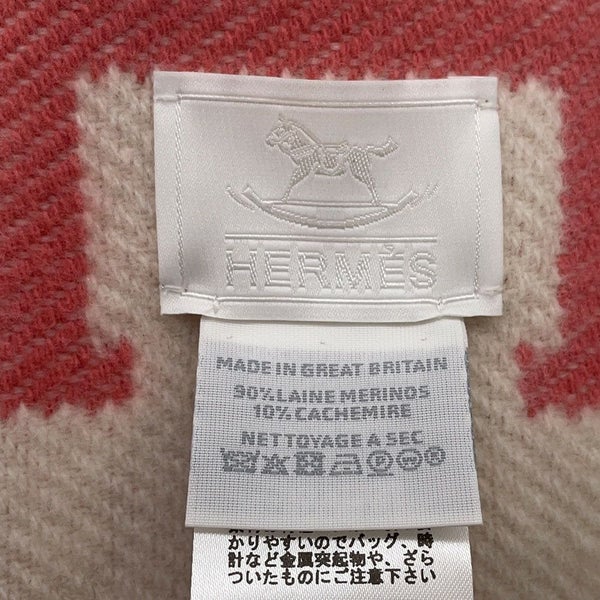 HERMÈS
MADE IN GREAT BRITAIN
90% LAINE MERINOS
10% CACHEMIRE
NETTOYAGE A SEC
かりやすいのでバッグ、時
計など金属突起物や、ざら
ついたものにご注意下さい